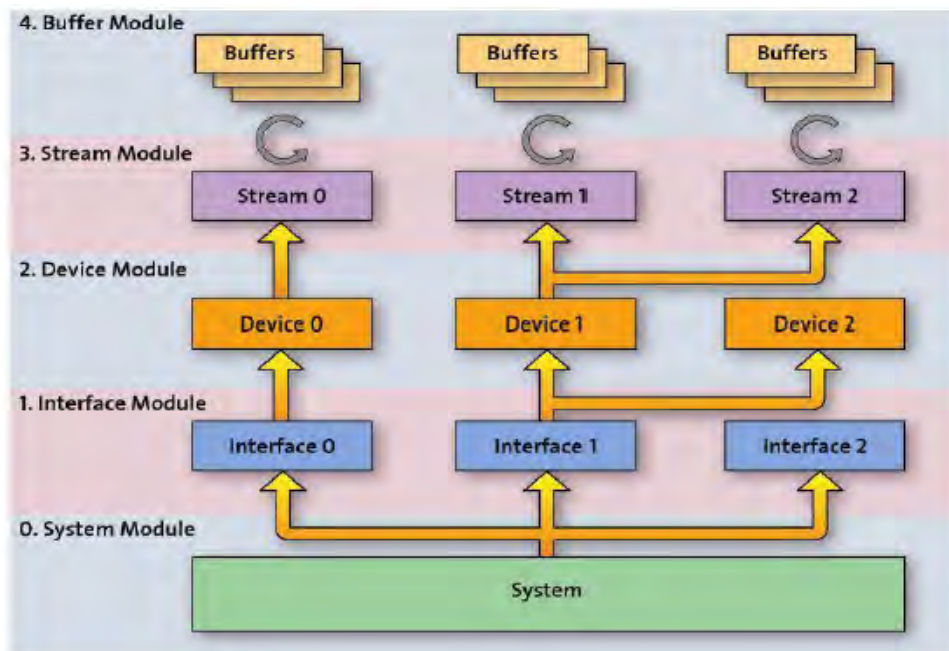 4. Buffer Module
Buffers Buffers Buffers
3. Stream Module
Stream 0 Stream 1 Stream 2
2. Device Module
Device 0 Device 1 Device 2
1. Interface Module
Interface 0 Interface 1 Interface 2
0. System Module
System